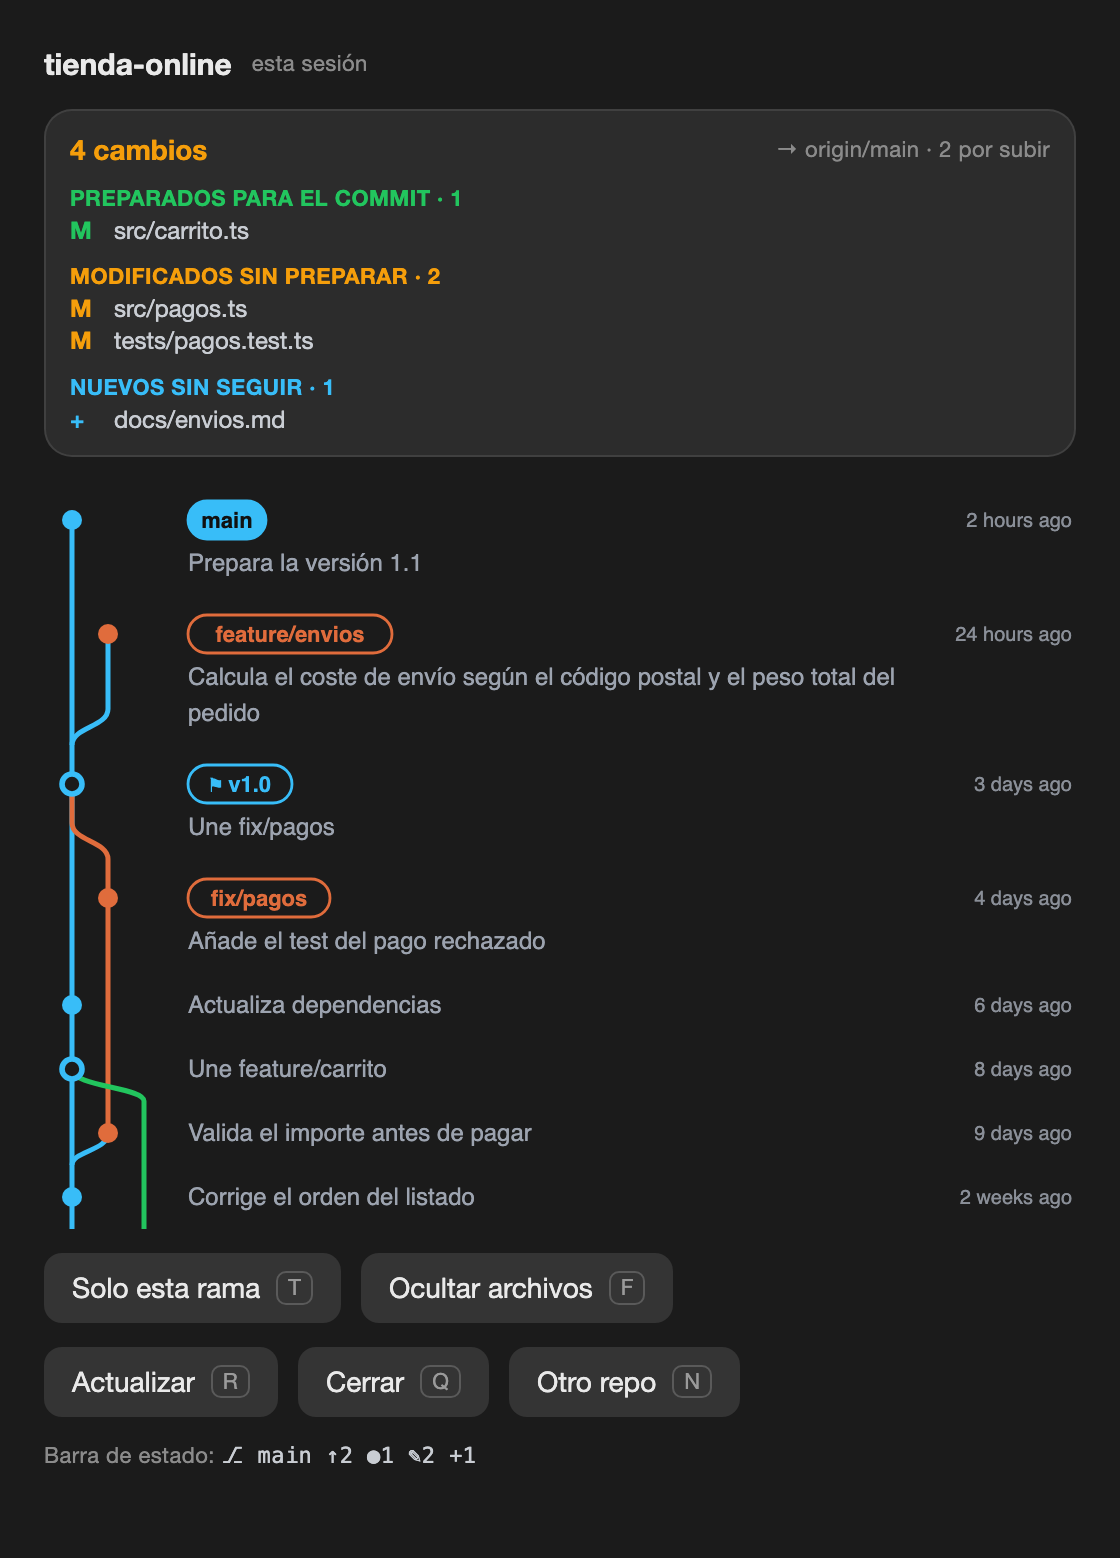 tienda-online esta sesión
4 cambios → origin/main · 2 por subir
PREPARADOS PARA EL COMMIT · 1
M src/carrito.ts
MODIFICADOS SIN PREPARAR · 2
M src/pagos.ts
M tests/pagos.test.ts
NUEVOS SIN SEGUIR · 1
+ docs/envios.md
main 2 hours ago
Prepara la versión 1.1
feature/envios 24 hours ago
Calcula el coste de envío según el código postal y el peso total del
pedido
⚑ v1.0 3 days ago
Une fix/pagos
fix/pagos 4 days ago
Añade el test del pago rechazado
Actualiza dependencias 6 days ago
Une feature/carrito 8 days ago
Valida el importe antes de pagar 9 days ago
Corrige el orden del listado 2 weeks ago
Solo esta rama T Ocultar archivos F
Actualizar R Cerrar Q Otro repo N
Barra de estado: ⎇ main ↑2 ●1 ✎2 +1